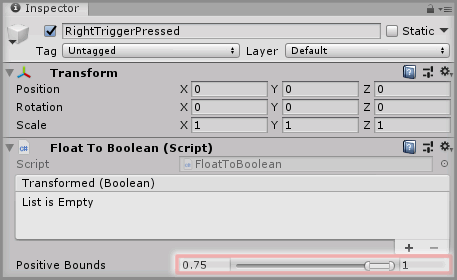 Inspector
RightTriggerPressed Static
Tag Untagged Layer Default
Transform
Position X 0 Y 0 Z 0
Rotation X 0 Y 0 Z 0
Scale X 1 Y 1 Z 1
Float To Boolean (Script)
Script FloatToBoolean
Transformed (Boolean)
List is Empty
Positive Bounds 0.75 1